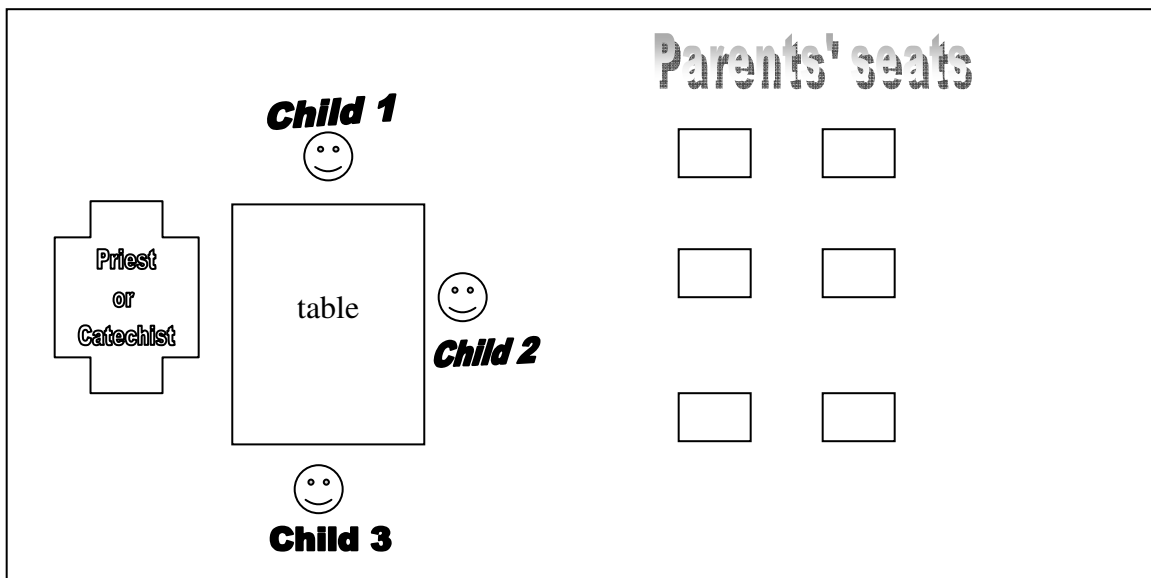 Parents' seats
Child 1
Priest
or
Catechist
table
Child 2
Child 3